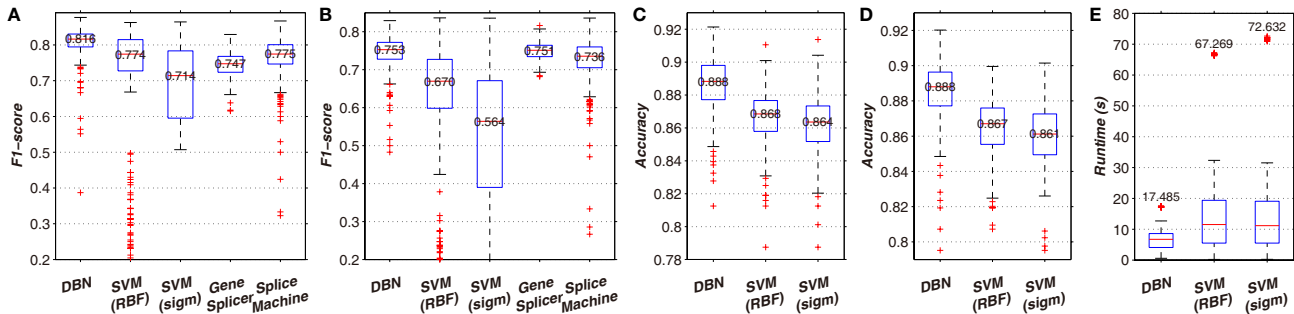 A
F1−score
0.8
0.7
0.6
0.5
0.4
0.3
0.2
0.816
0.774
0.714
0.747
0.775
DBN
SVM
(RBF)
SVM
(sigm)
Gene
Splicer
Splice
Machine
B
F1−score
0.8
0.7
0.6
0.5
0.4
0.3
0.2
0.753
0.670
0.564
0.751
0.736
DBN
SVM
(RBF)
SVM
(sigm)
Gene
Splicer
Splice
Machine
C
Accuracy
0.92
0.9
0.88
0.86
0.84
0.82
0.8
0.78
0.888
0.868
0.864
DBN
SVM
(RBF)
SVM
(sigm)
D
Accuracy
0.92
0.9
0.88
0.86
0.84
0.82
0.8
0.888
0.867
0.861
DBN
SVM
(RBF)
SVM
(sigm)
E
Runtime (s)
80
70
60
50
40
30
20
10
0
17.485
67.269
72.632
DBN
SVM
(RBF)
SVM
(sigm)